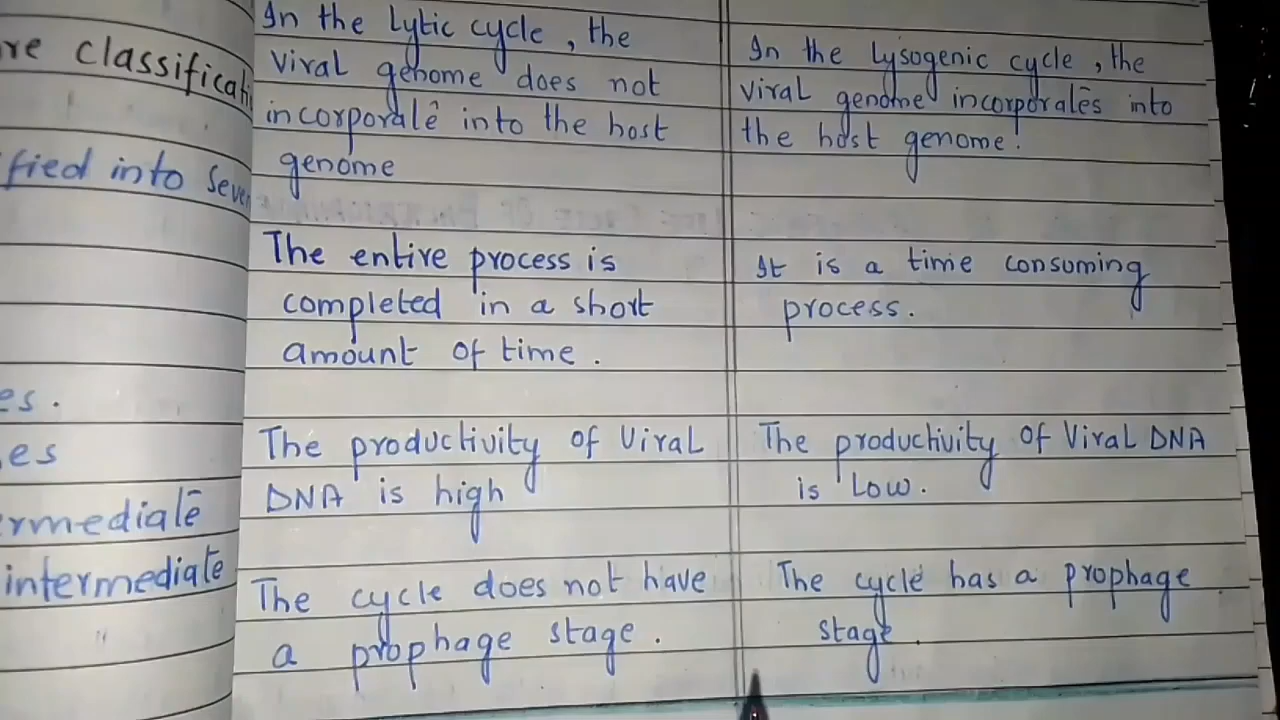 re classificati
fied into Seve
es.
es
rmediate
intermediate
In the Lytic cycle, the
viral genome does not
incorporate into the host
genome
The entire process is
completed in a short
amount of time.
The productivity of Viral
DNA is high
The cycle does not have
a prophage stage.
In the Lysogenic cycle, the
viral genome incorporates into
the host genome.
It is a time consuming
process.
The productivity of Viral DNA
is Low.
The cycle has a prophage
stage.